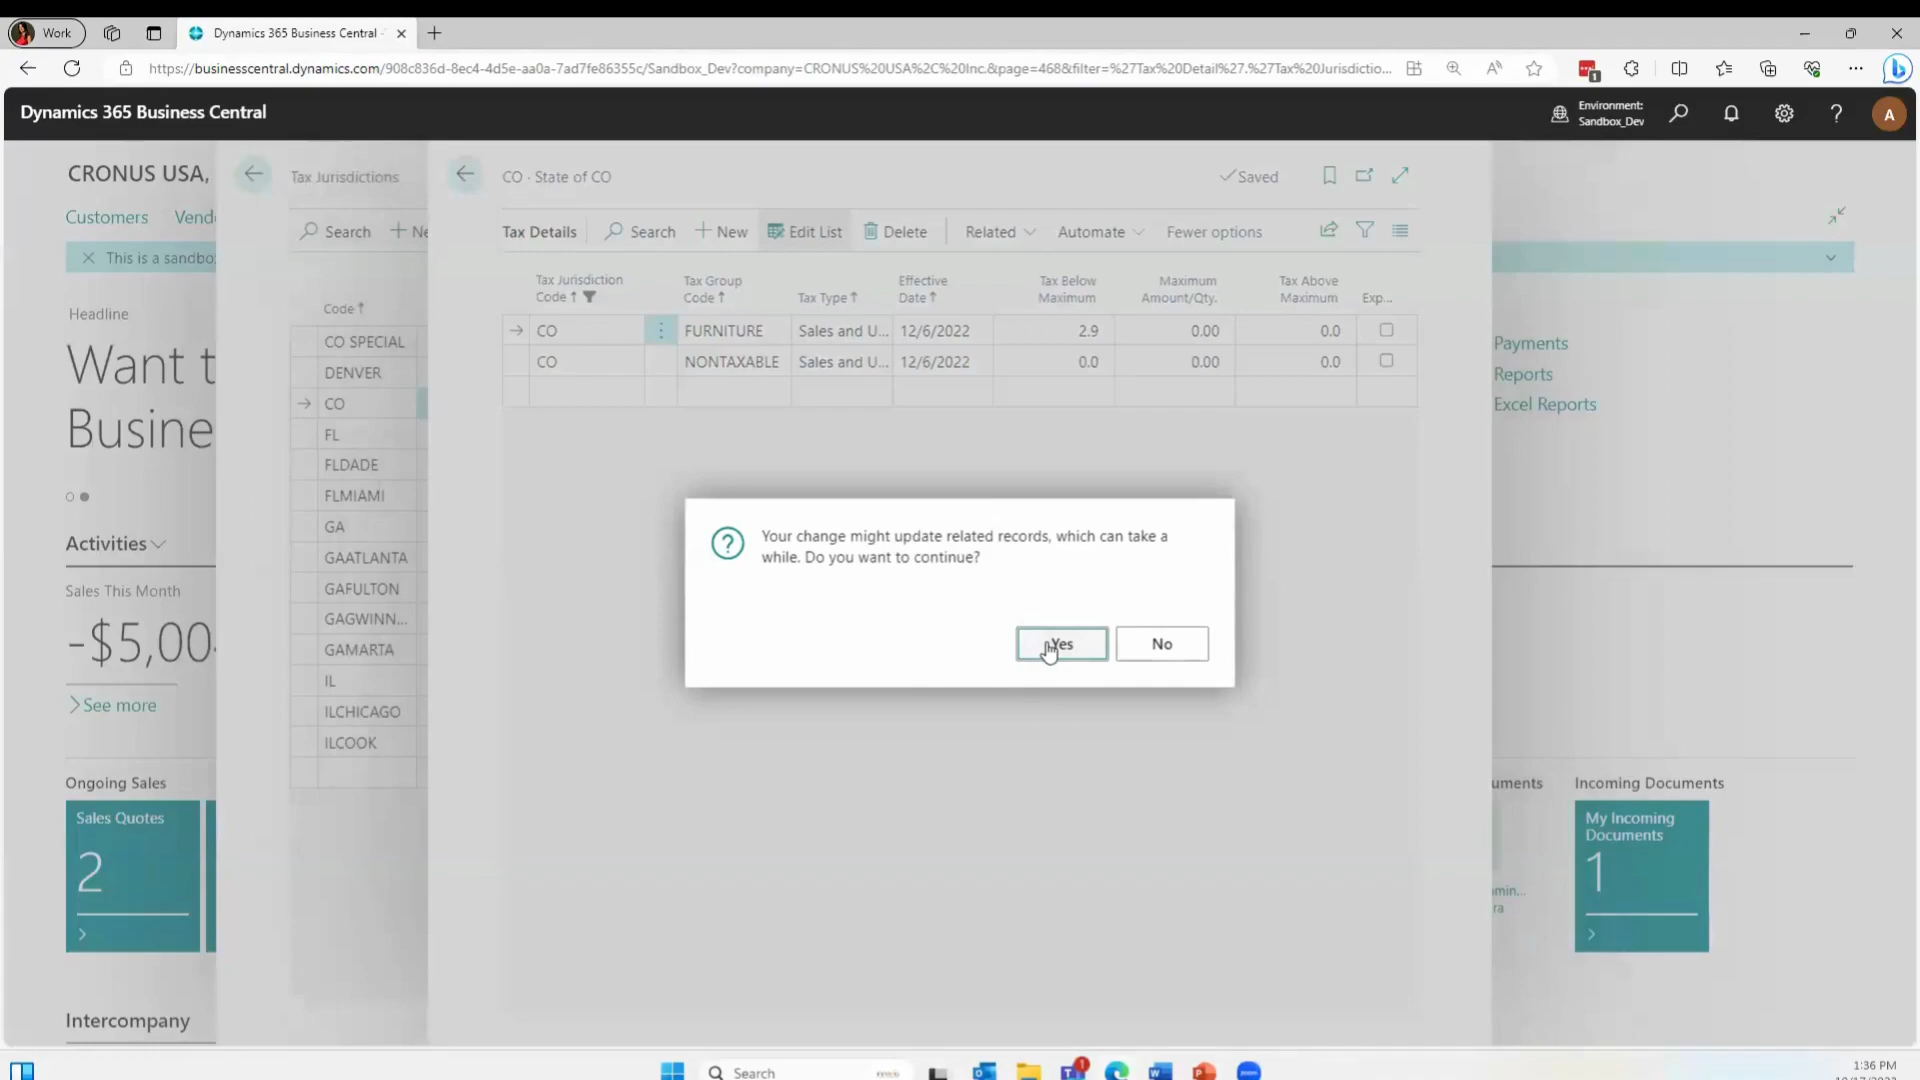 Work
Dynamics 365 Business Central -
https://businesscentral.dynamics.com/908c836d-8ec4-4d5e-aa0a-7ad7fe86355c/Sandbox_Dev?company=CRONUS%20USA%2C%20Inc.&page=468&filter=%27Tax%20Detail%27.%27Tax%20Jurisdictio...
1
Dynamics 365 Business Central
Environment:
Sandbox_Dev
?
A
CRONUS USA,
Customers
This is a sandbo
Headline
Want t
Busine
Activities
Sales This Month
-$5,00
See more
Ongoing Sales
Sales Quotes
2
Intercompany
Tax Jurisdictions
Search
Code
CO SPECIAL
DENVER
CO
FL
FLDADE
FLMIAMI
GA
GAATLANTA
GAFULTON
GAGWINN...
GAMARTA
IL
ILCHICAGO
ILCOOK
CO · State of CO
Saved
Tax Details Search New Edit List Delete Related Automate Fewer options
Tax Jurisdiction Code Tax Group Code Tax Type Effective Date Tax Below Maximum Maximum Amount/Qty. Tax Above Maximum Exp...
CO FURNITURE Sales and U... 12/6/2022 2.9 0.00 0.0
CO NONTAXABLE Sales and U... 12/6/2022 0.0 0.00 0.0
? Your change might update related records, which can take a
while. Do you want to continue?
Yes No
Payments
Reports
Excel Reports
uments
Incoming Documents
My Incoming
Documents
1
Search
1
1:36 PM